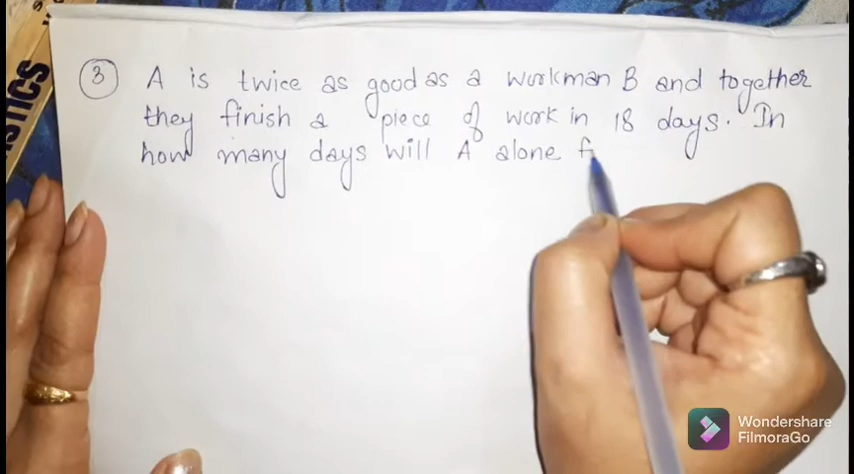 3 A is twice as good as a workman B and together
they finish a piece of work in 18 days. In
how many days will A alone f
STICS
Wondershare
FilmoraGo